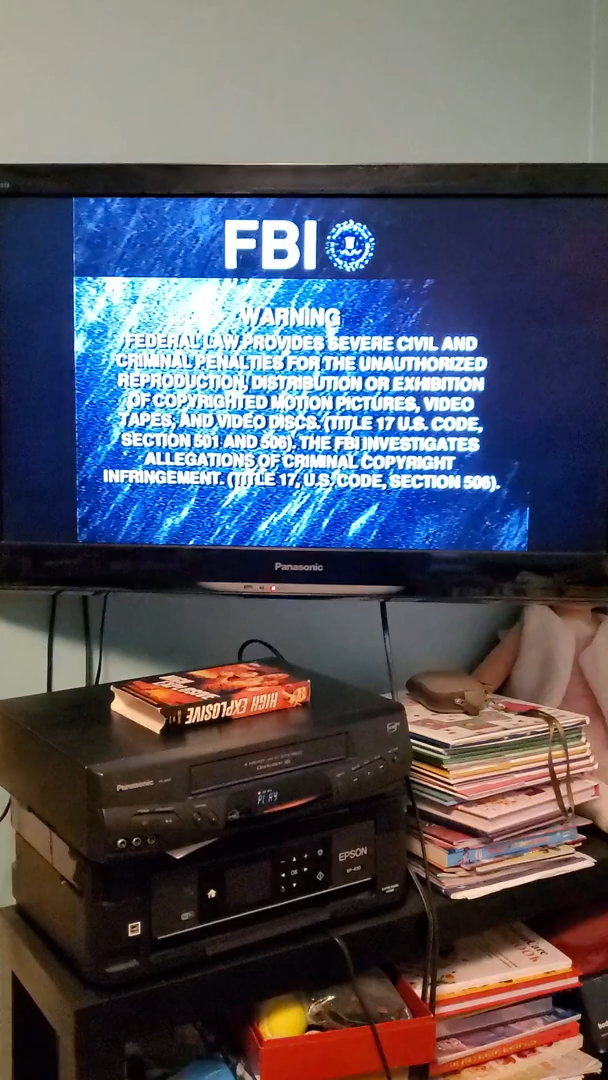 FBI
WARNING
FEDERAL LAW PROVIDES SEVERE CIVIL AND
CRIMINAL PENALTIES FOR THE UNAUTHORIZED
REPRODUCTION, DISTRIBUTION OR EXHIBITION
OF COPYRIGHTED MOTION PICTURES, VIDEO
TAPES, AND VIDEO DISCS. (TITLE 17 U.S. CODE,
SECTION 501 AND 506). THE FBI INVESTIGATES
ALLEGATIONS OF CRIMINAL COPYRIGHT
INFRINGEMENT. (TITLE 17, U.S. CODE, SECTION 506).
Panasonic
HIGH EXPLOSIVE
Panasonic
PLAY
EPSON
OK